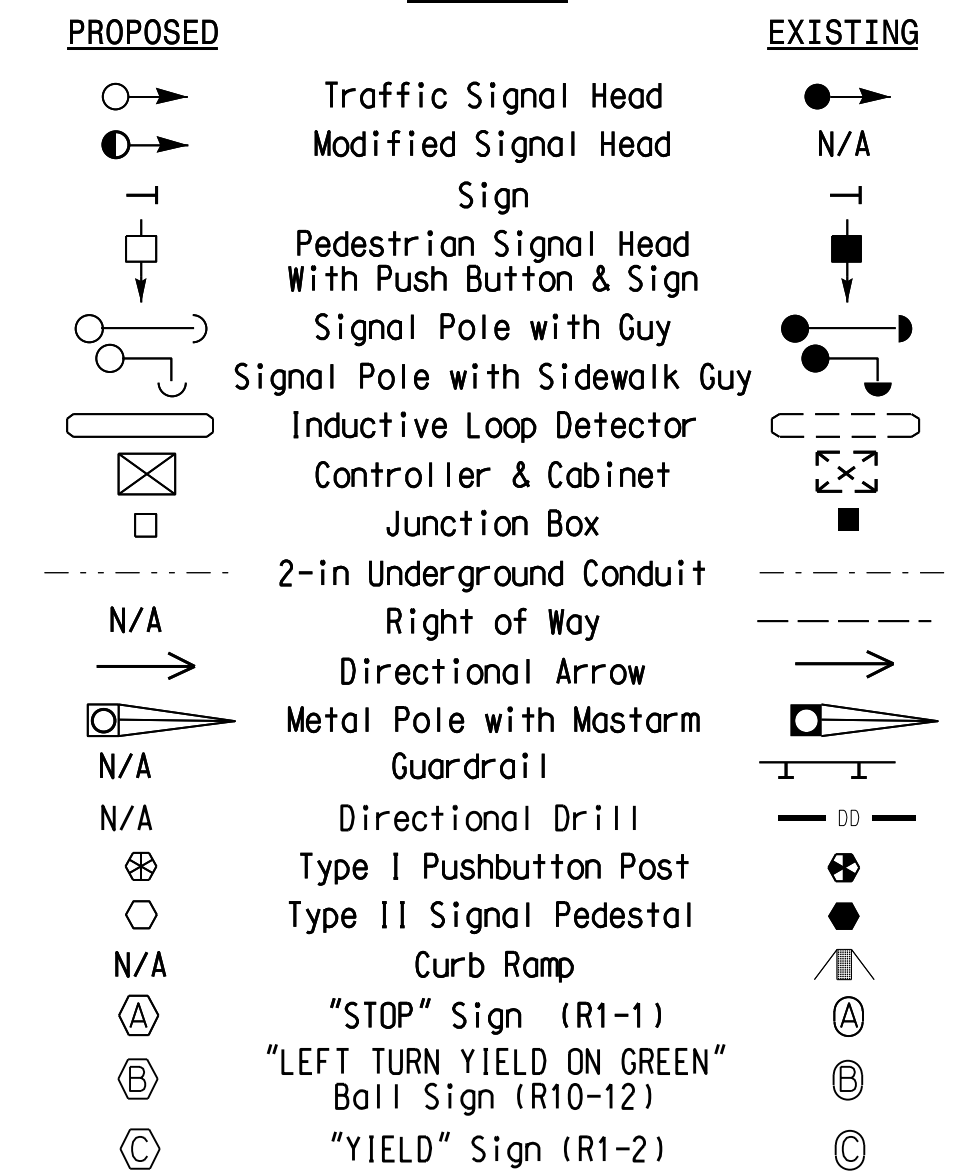 PROPOSED EXISTING
Traffic Signal Head
Modified Signal Head N/A
Sign
Pedestrian Signal Head
With Push Button & Sign
Signal Pole with Guy
Signal Pole with Sidewalk Guy
Inductive Loop Detector
Controller & Cabinet
Junction Box
2-in Underground Conduit
N/A Right of Way
Directional Arrow
Metal Pole with Mastarm
N/A Guardrail
N/A Directional Drill DD
Type I Pushbutton Post
Type II Signal Pedestal
N/A Curb Ramp
A "STOP" Sign (R1-1) A
"LEFT TURN YIELD ON GREEN"
B Ball Sign (R10-12) B
C "YIELD" Sign (R1-2) C